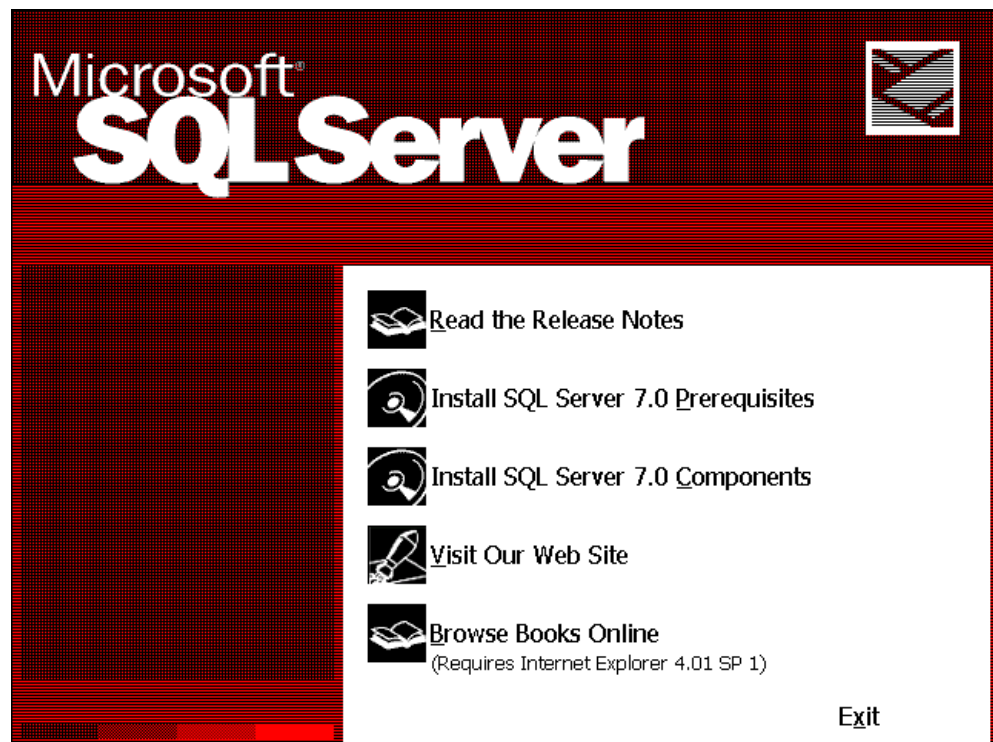 Microsoft®
SQL Server
Read the Release Notes
Install SQL Server 7.0 Prerequisites
Install SQL Server 7.0 Components
Visit Our Web Site
Browse Books Online
(Requires Internet Explorer 4.01 SP 1)
Exit